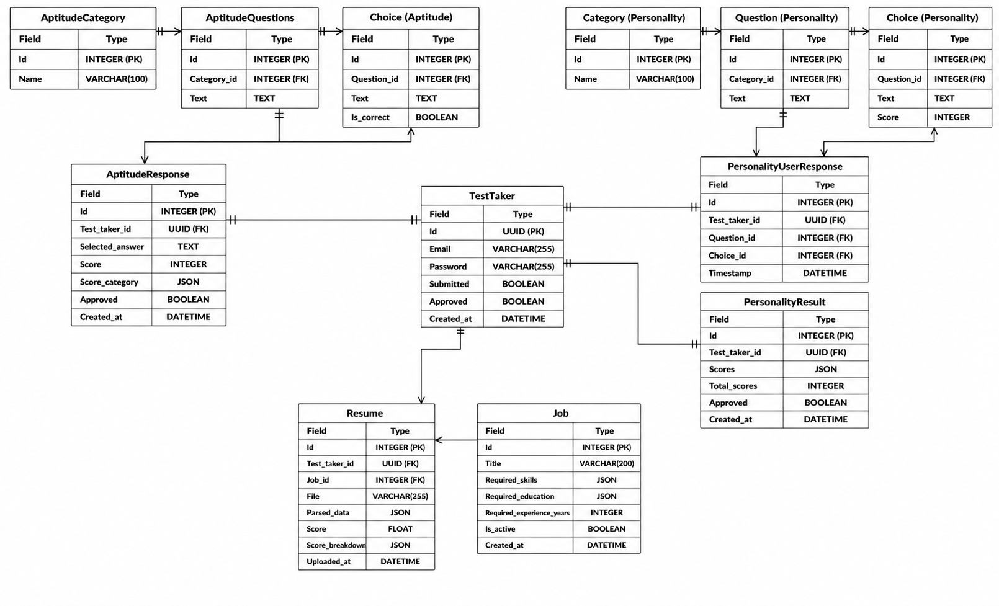 AptitudeCategory
Field Type
Id INTEGER (PK)
Name VARCHAR(100)
AptitudeQuestions
Field Type
Id INTEGER (PK)
Category_id INTEGER (FK)
Text TEXT
Choice (Aptitude)
Field Type
Id INTEGER (PK)
Question_id INTEGER (FK)
Text TEXT
Is_correct BOOLEAN
Category (Personality)
Field Type
Id INTEGER (PK)
Name VARCHAR(100)
Question (Personality)
Field Type
Id INTEGER (PK)
Category_id INTEGER (FK)
Text TEXT
Choice (Personality)
Field Type
Id INTEGER (PK)
Question_id INTEGER (FK)
Text TEXT
Score INTEGER
AptitudeResponse
Field Type
Id INTEGER (PK)
Test_taker_id UUID (FK)
Selected_answer TEXT
Score INTEGER
Score_category JSON
Approved BOOLEAN
Created_at DATETIME
TestTaker
Field Type
Id UUID (PK)
Email VARCHAR(255)
Password VARCHAR(255)
Submitted BOOLEAN
Approved BOOLEAN
Created_at DATETIME
PersonalityUserResponse
Field Type
Id INTEGER (PK)
Test_taker_id UUID (FK)
Question_id INTEGER (FK)
Choice_id INTEGER (FK)
Timestamp DATETIME
PersonalityResult
Field Type
Id INTEGER (PK)
Test_taker_id UUID (FK)
Scores JSON
Total_scores INTEGER
Approved BOOLEAN
Created_at DATETIME
Resume
Field Type
Id INTEGER (PK)
Test_taker_id UUID (FK)
Job_id INTEGER (FK)
File VARCHAR(255)
Parsed_data JSON
Score FLOAT
Score_breakdown JSON
Uploaded_at DATETIME
Job
Field Type
Id INTEGER (PK)
Title VARCHAR(200)
Required_skills JSON
Required_education JSON
Required_experience_years INTEGER
Is_active BOOLEAN
Created_at DATETIME